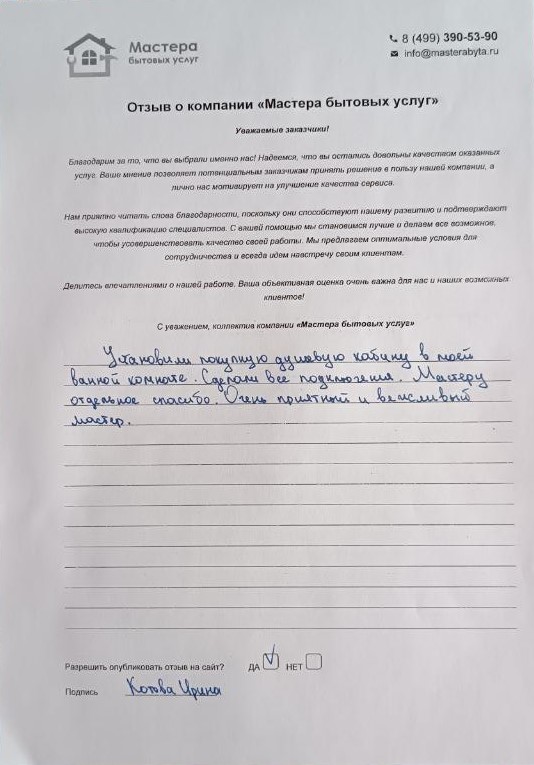 Мастера
бытовых услуг
8 (499) 390-53-90
info@masterabyta.ru
Отзыв о компании «Мастера бытовых услуг»
Уважаемые заказчики!
Благодарим за то, что вы выбрали именно нас! Надеемся, что вы остались довольны качеством оказанных
услуг. Ваше мнение позволяет потенциальным заказчикам принять решение в пользу нашей компании, а
лично нас мотивирует на улучшение качества сервиса.
Нам приятно читать слова благодарности, поскольку они способствуют нашему развитию и подтверждают
высокую квалификацию специалистов. С вашей помощью мы становимся лучше и делаем все возможное,
чтобы усовершенствовать качество своей работы. Мы предлагаем оптимальные условия для
сотрудничества и всегда идем навстречу своим клиентам.
Делитесь впечатлениями о нашей работе. Ваша объективная оценка очень важна для нас и наших возможных
клиентов!
С уважением, коллектив компании «Мастера бытовых услуг»
Установили покупную душевую кабину в моей
ванной комнате. Сделали все подключения. Мастеру
отдельное спасибо. Очень приятный и вежливый
мастер.
Разрешить опубликовать отзыв на сайт? ДА НЕТ
Подпись Котова Ирина